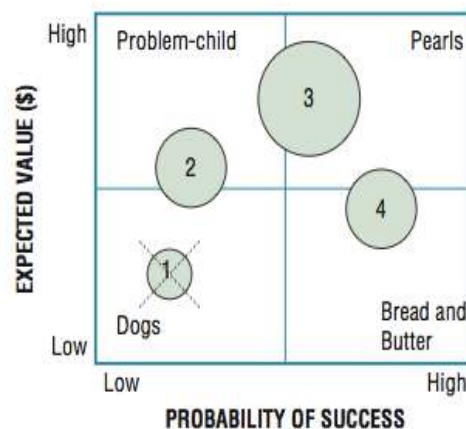 High
Problem-child
Pearls
3
2
4
1
EXPECTED VALUE ($)
Dogs
Bread and
Butter
Low
Low
High
PROBABILITY OF SUCCESS